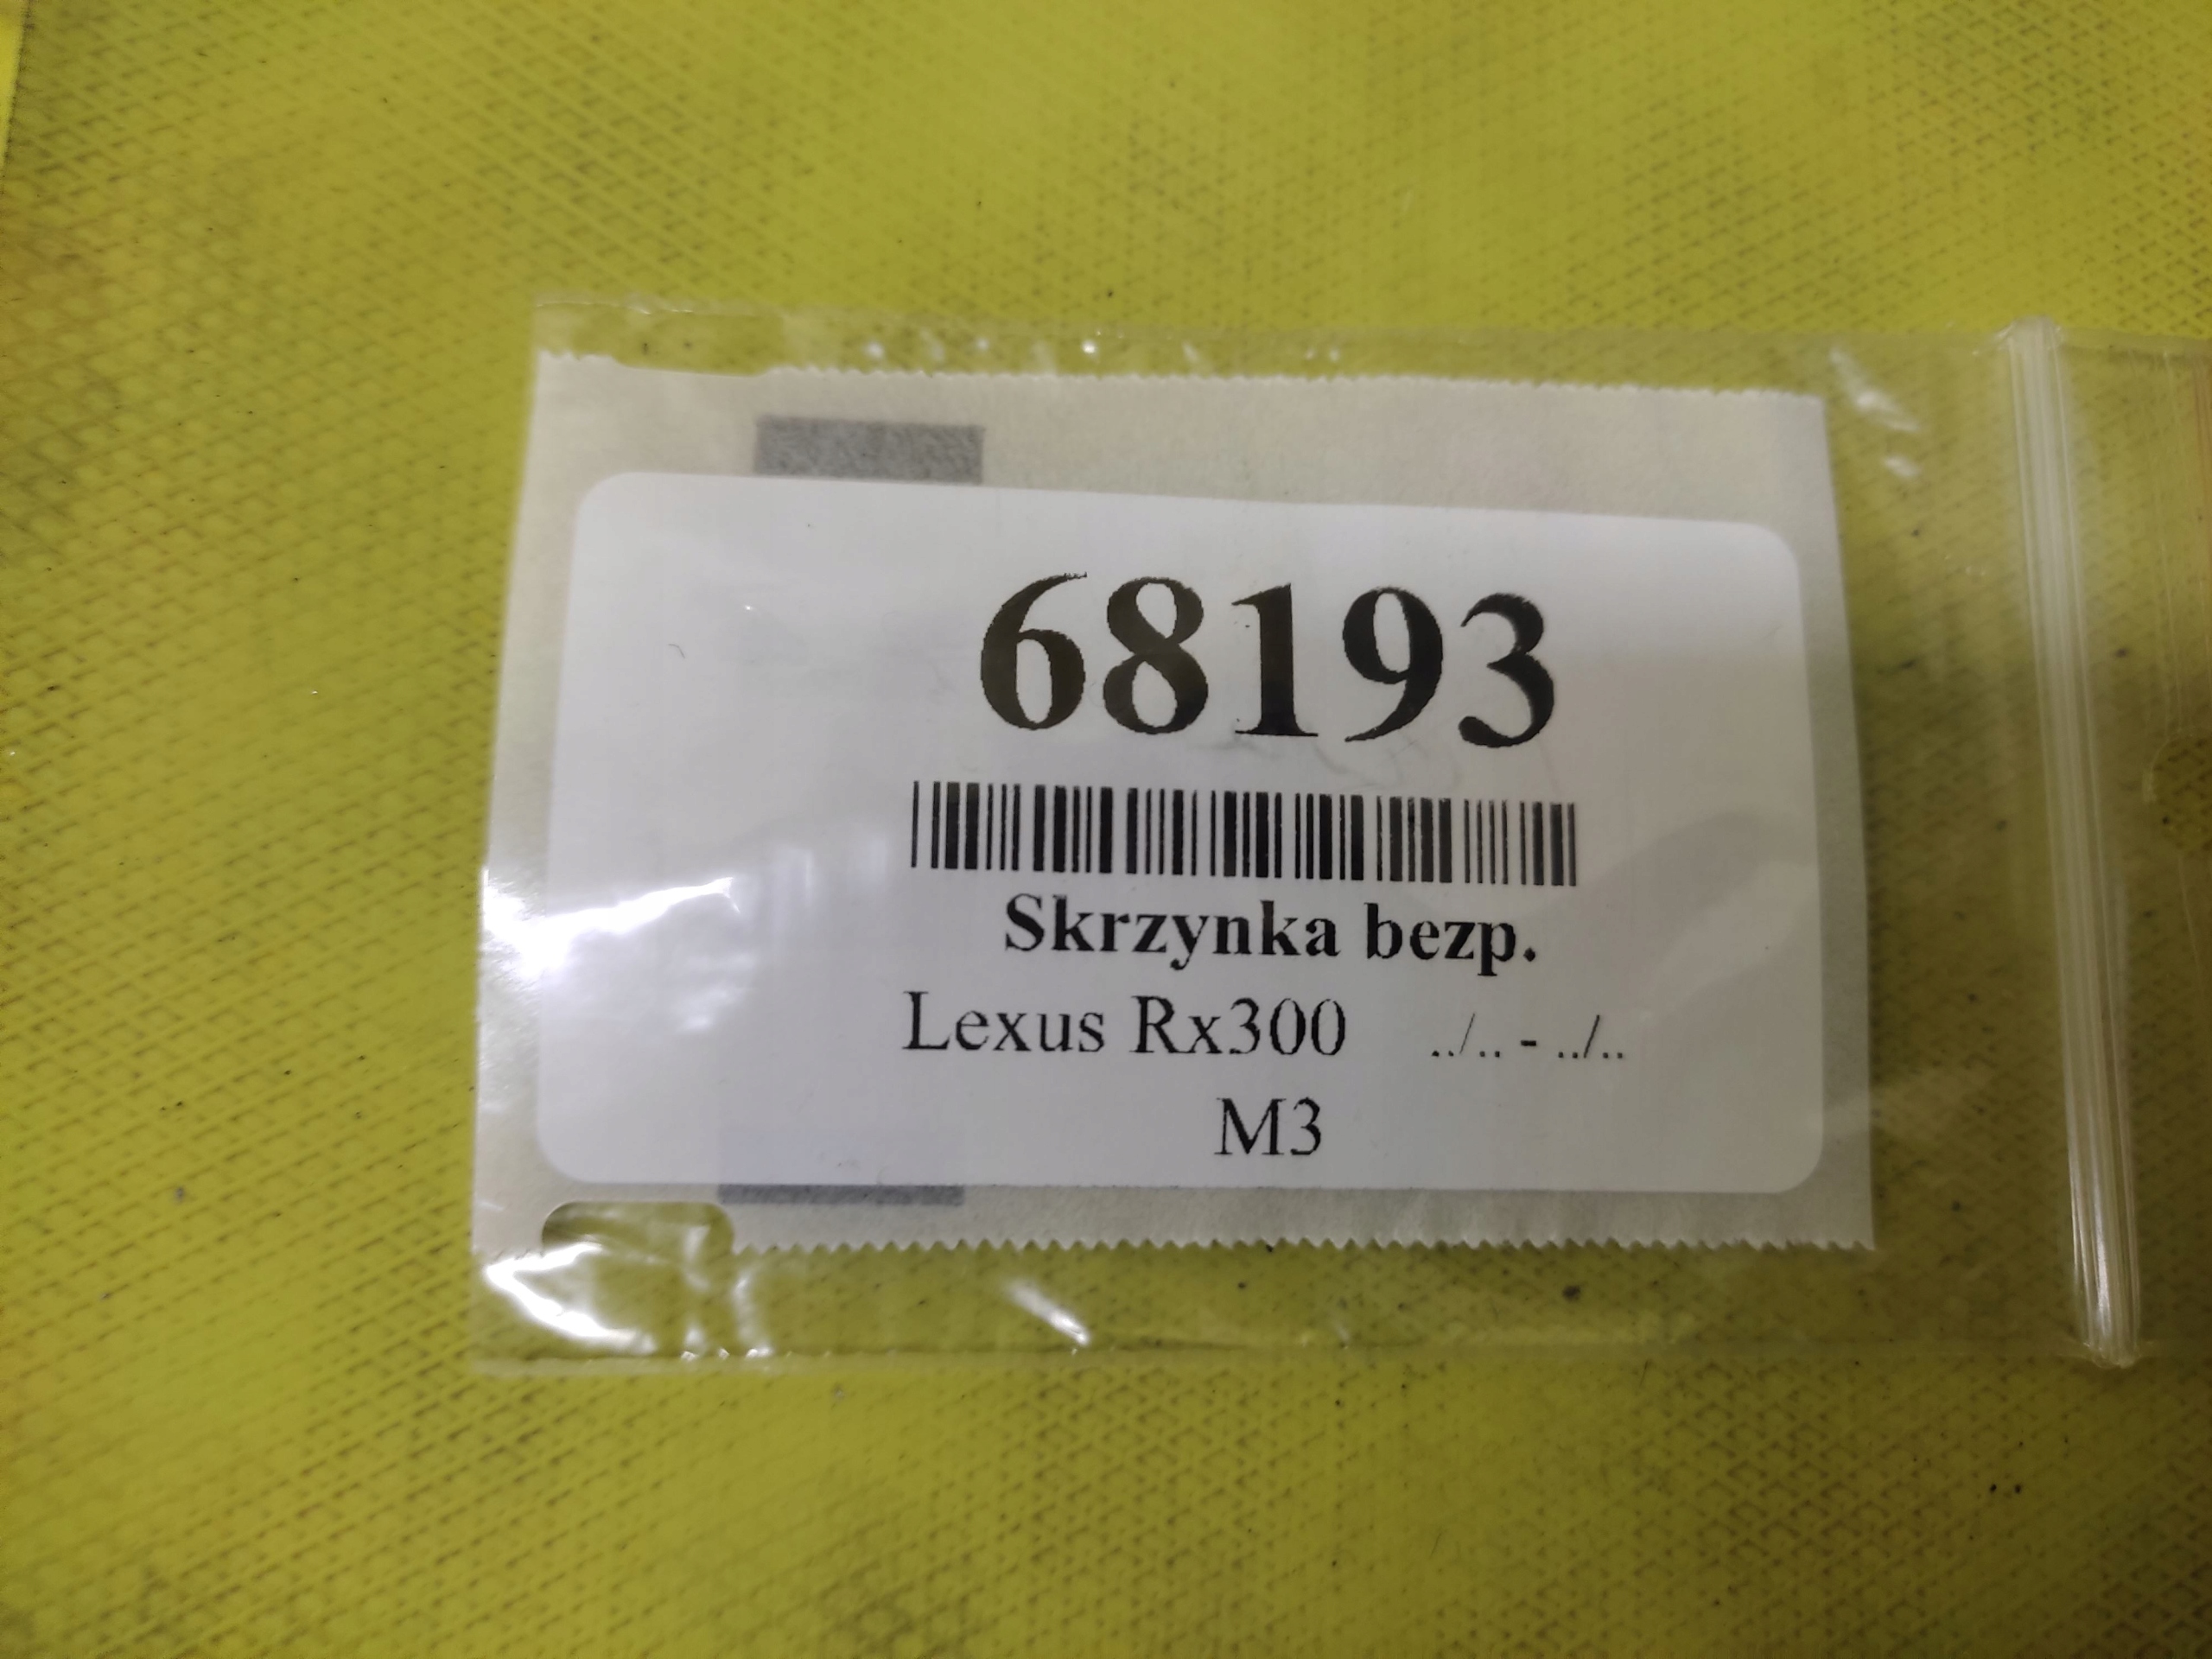 68193
Skrzynka bezp.
Lexus Rx300 ../.. - ../..
M3